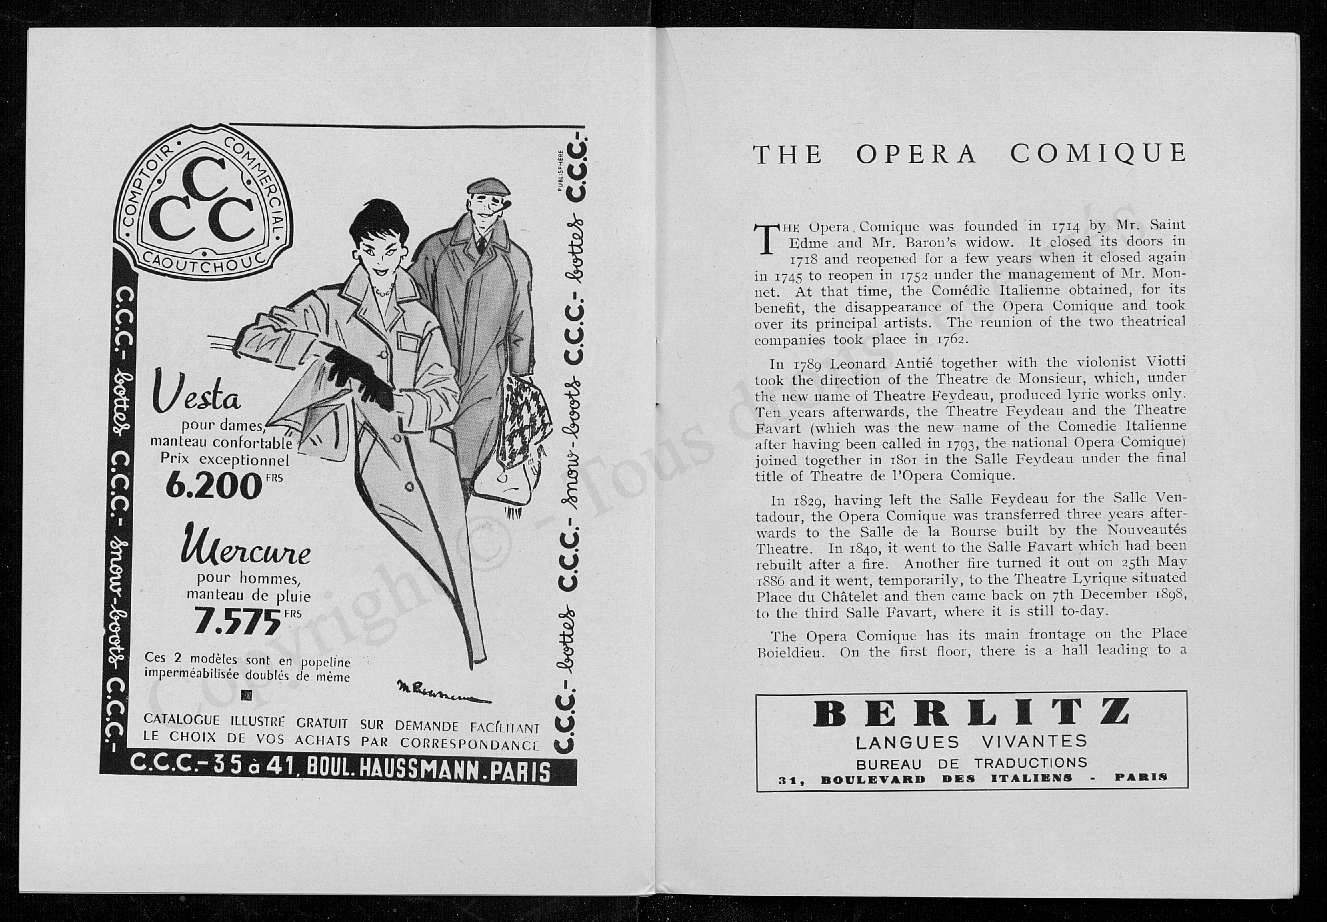 COMPTOIR · COMMERCIAL ·
CAOUTCHOUC
C
C C
PUBLISPHÈRE
C.C.C.- bottes C.C.C.- snow-boots C.C.C.-
C.C.C.- bottes C.C.C.- snow-boots C.C.C.- bottes C.C.C.-
Vesta
pour dames,
manteau confortable
Prix exceptionnel
6.200 FRS
Mercure
pour hommes,
manteau de pluie
7.575 FRS
Ces 2 modèles sont en popeline
imperméabilisée doublés de même
CATALOGUE ILLUSTRÉ GRATUIT SUR DEMANDE FACILITANT
LE CHOIX DE VOS ACHATS PAR CORRESPONDANCE
C.C.C.- 35 à 41, BOUL. HAUSSMANN. PARIS
THE OPERA COMIQUE
THE Opera Comique was founded in 1714 by Mr. Saint
Edme and Mr. Baron's widow. It closed its doors in
1718 and reopened for a few years when it closed again
in 1745 to reopen in 1752 under the management of Mr. Mon-
net. At that time, the Comédie Italienne obtained, for its
benefit, the disappearance of the Opera Comique and took
over its principal artists. The reunion of the two theatrical
companies took place in 1762.
In 1789 Leonard Antié together with the violonist Viotti
took the direction of the Theatre de Monsieur, which, under
the new name of Theatre Feydeau, produced lyric works only.
Ten years afterwards, the Theatre Feydeau and the Theatre
Favart (which was the new name of the Comedie Italienne
after having been called in 1793, the national Opera Comique)
joined together in 1801 in the Salle Feydeau under the final
title of Theatre de l'Opera Comique.
In 1829, having left the Salle Feydeau for the Salle Ven-
tadour, the Opera Comique was transferred three years after-
wards to the Salle de la Bourse built by the Nouveautés
Theatre. In 1840, it went to the Salle Favart which had been
rebuilt after a fire. Another fire turned it out on 25th May
1886 and it went, temporarily, to the Theatre Lyrique situated
Place du Châtelet and then came back on 7th December 1898,
to the third Salle Favart, where it is still to-day.
The Opera Comique has its main frontage on the Place
Boieldieu. On the first floor, there is a hall leading to a
BERLITZ
LANGUES VIVANTES
BUREAU DE TRADUCTIONS
31, BOULEVARD DES ITALIENS - PARIS
Copyright © - Tous droits réservés